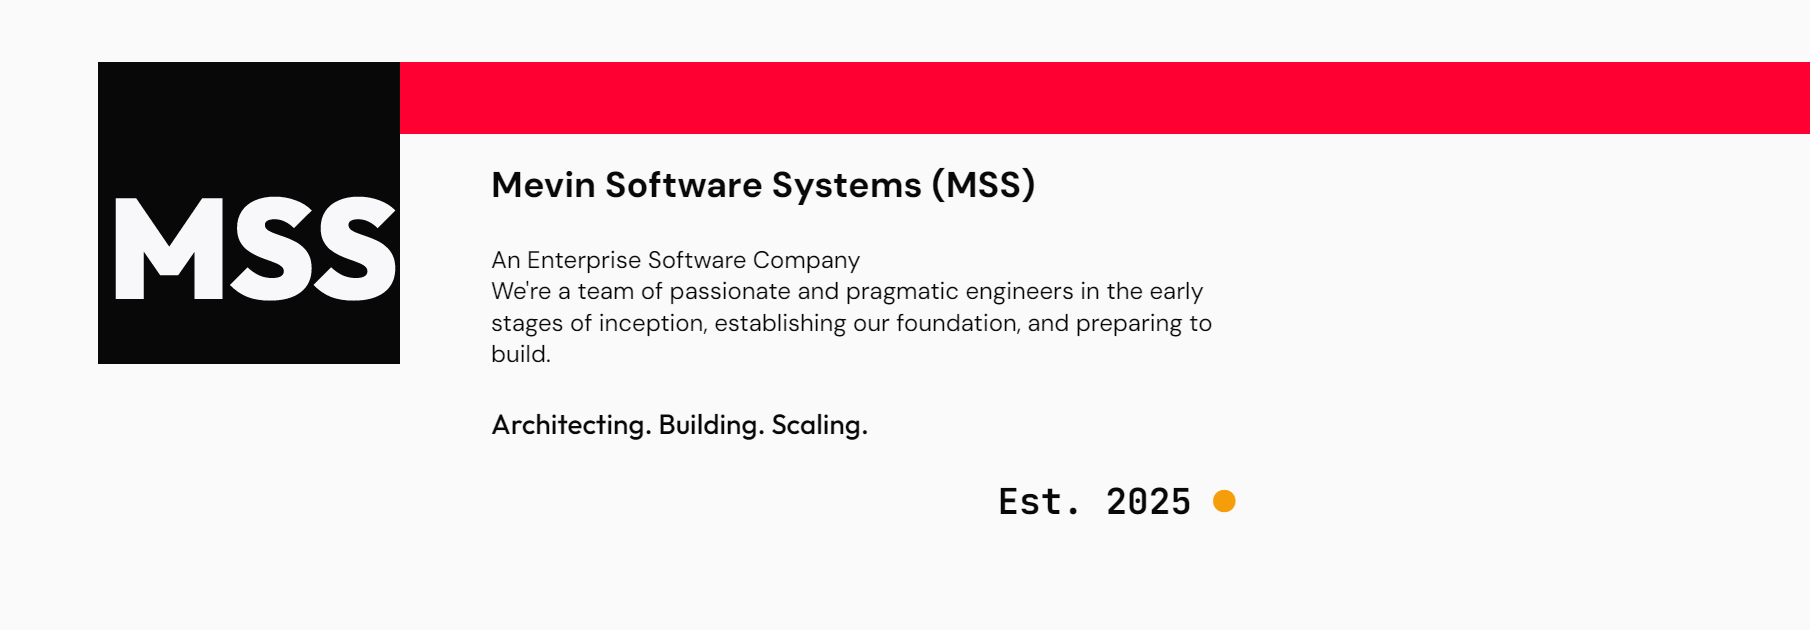 MSS
Mevin Software Systems (MSS)
An Enterprise Software Company
We're a team of passionate and pragmatic engineers in the early
stages of inception, establishing our foundation, and preparing to
build.
Architecting. Building. Scaling.
Est. 2025